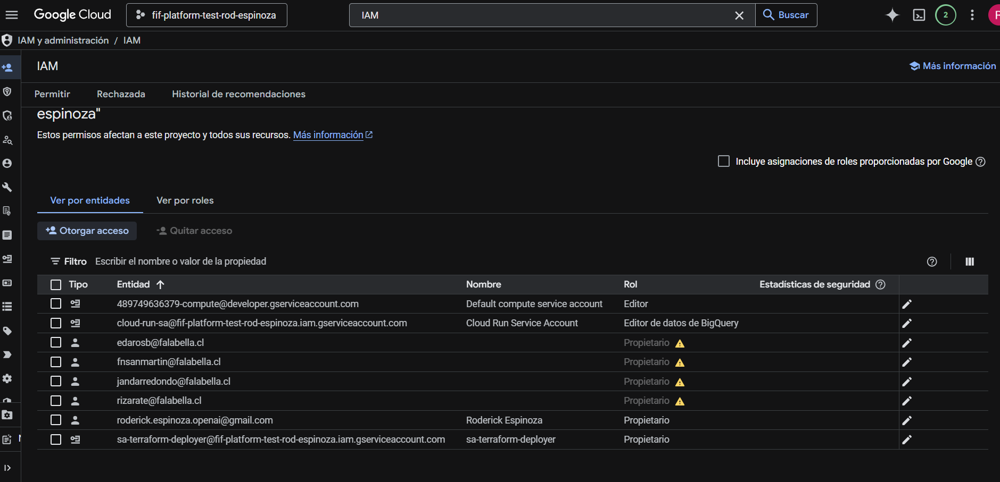 Google Cloud
fif-platform-test-rod-espinoza
IAM
Buscar
2
IAM y administración / IAM
IAM
Más información
Permitir
Rechazada
Historial de recomendaciones
espinoza"
Estos permisos afectan a este proyecto y todos sus recursos. Más información
Incluye asignaciones de roles proporcionadas por Google
Ver por entidades
Ver por roles
Otorgar acceso
Quitar acceso
Filtro Escribir el nombre o valor de la propiedad
Tipo Entidad Nombre Rol Estadísticas de seguridad
489749636379-compute@developer.gserviceaccount.com Default compute service account Editor
cloud-run-sa@fif-platform-test-rod-espinoza.iam.gserviceaccount.com Cloud Run Service Account Editor de datos de BigQuery
edarosb@falabella.cl Propietario
fnsanmartin@falabella.cl Propietario
jandarredondo@falabella.cl Propietario
rizarate@falabella.cl Propietario
roderick.espinoza.openai@gmail.com Roderick Espinoza Propietario
sa-terraform-deployer@fif-platform-test-rod-espinoza.iam.gserviceaccount.com sa-terraform-deployer Propietario